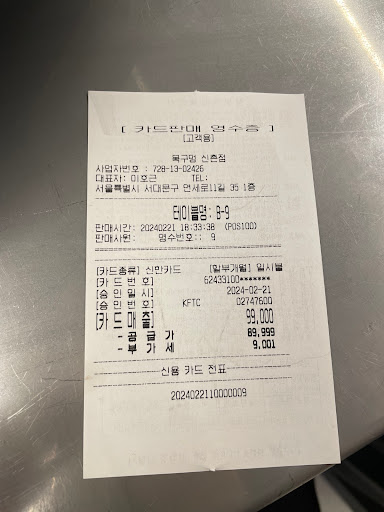 [ 카드판매 영수증 ]
[고객용]
복구멍 신촌점
사업자번호 : 728-13-02426
대표자: 이호근 TEL:
서울특별시 서대문구 연세로11길 35 1층
테이블명: B-9
판매시간: 20240221 18:33:38 (POS100)
판매사원: 영수번호:: 9
[카드종류] 신한카드 [할부개월] 일시불
[카 드 번 호] 62433100*******
[승 인 일 시] 2024-02-21
[승 인 번 호] KFTC 02747600
[카 드 매 출] 99,000
- 공 급 가 89,999
- 부 가 세 9,001
신용 카드 전표
2024022110000009